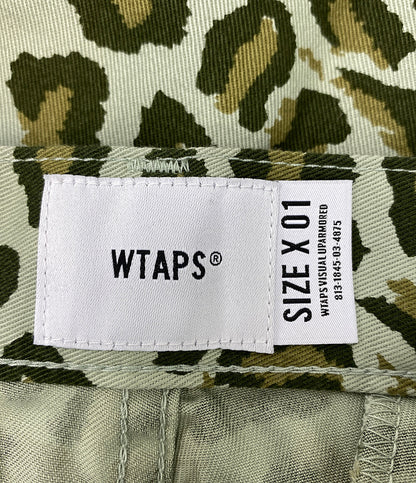 WTAPS®
SIZE X 01
WTAPS VISUAL UPARMORED
813-1845-03-4875